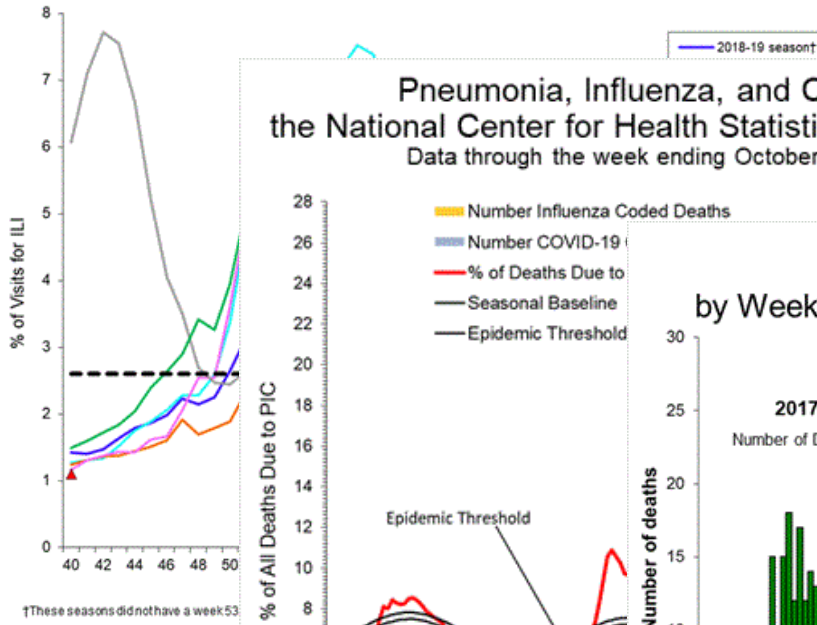 8
7
6
5
4
3
2
1
0
% of Visits for ILI
40 42 44 46 48 50
†These seasons did not have a week 53
2018-19 season†
Pneumonia, Influenza, and
the National Center for Health
Data through the week ending October
28
26
24
22
20
18
16
14
12
10
8
% of All Deaths Due to PIC
Number Influenza Coded Deaths
Number COVID-19
% of Deaths Due to
Seasonal Baseline
Epidemic Threshold
Epidemic Threshold
by Week
30
25
20
15
Number of deaths
2017
Number of